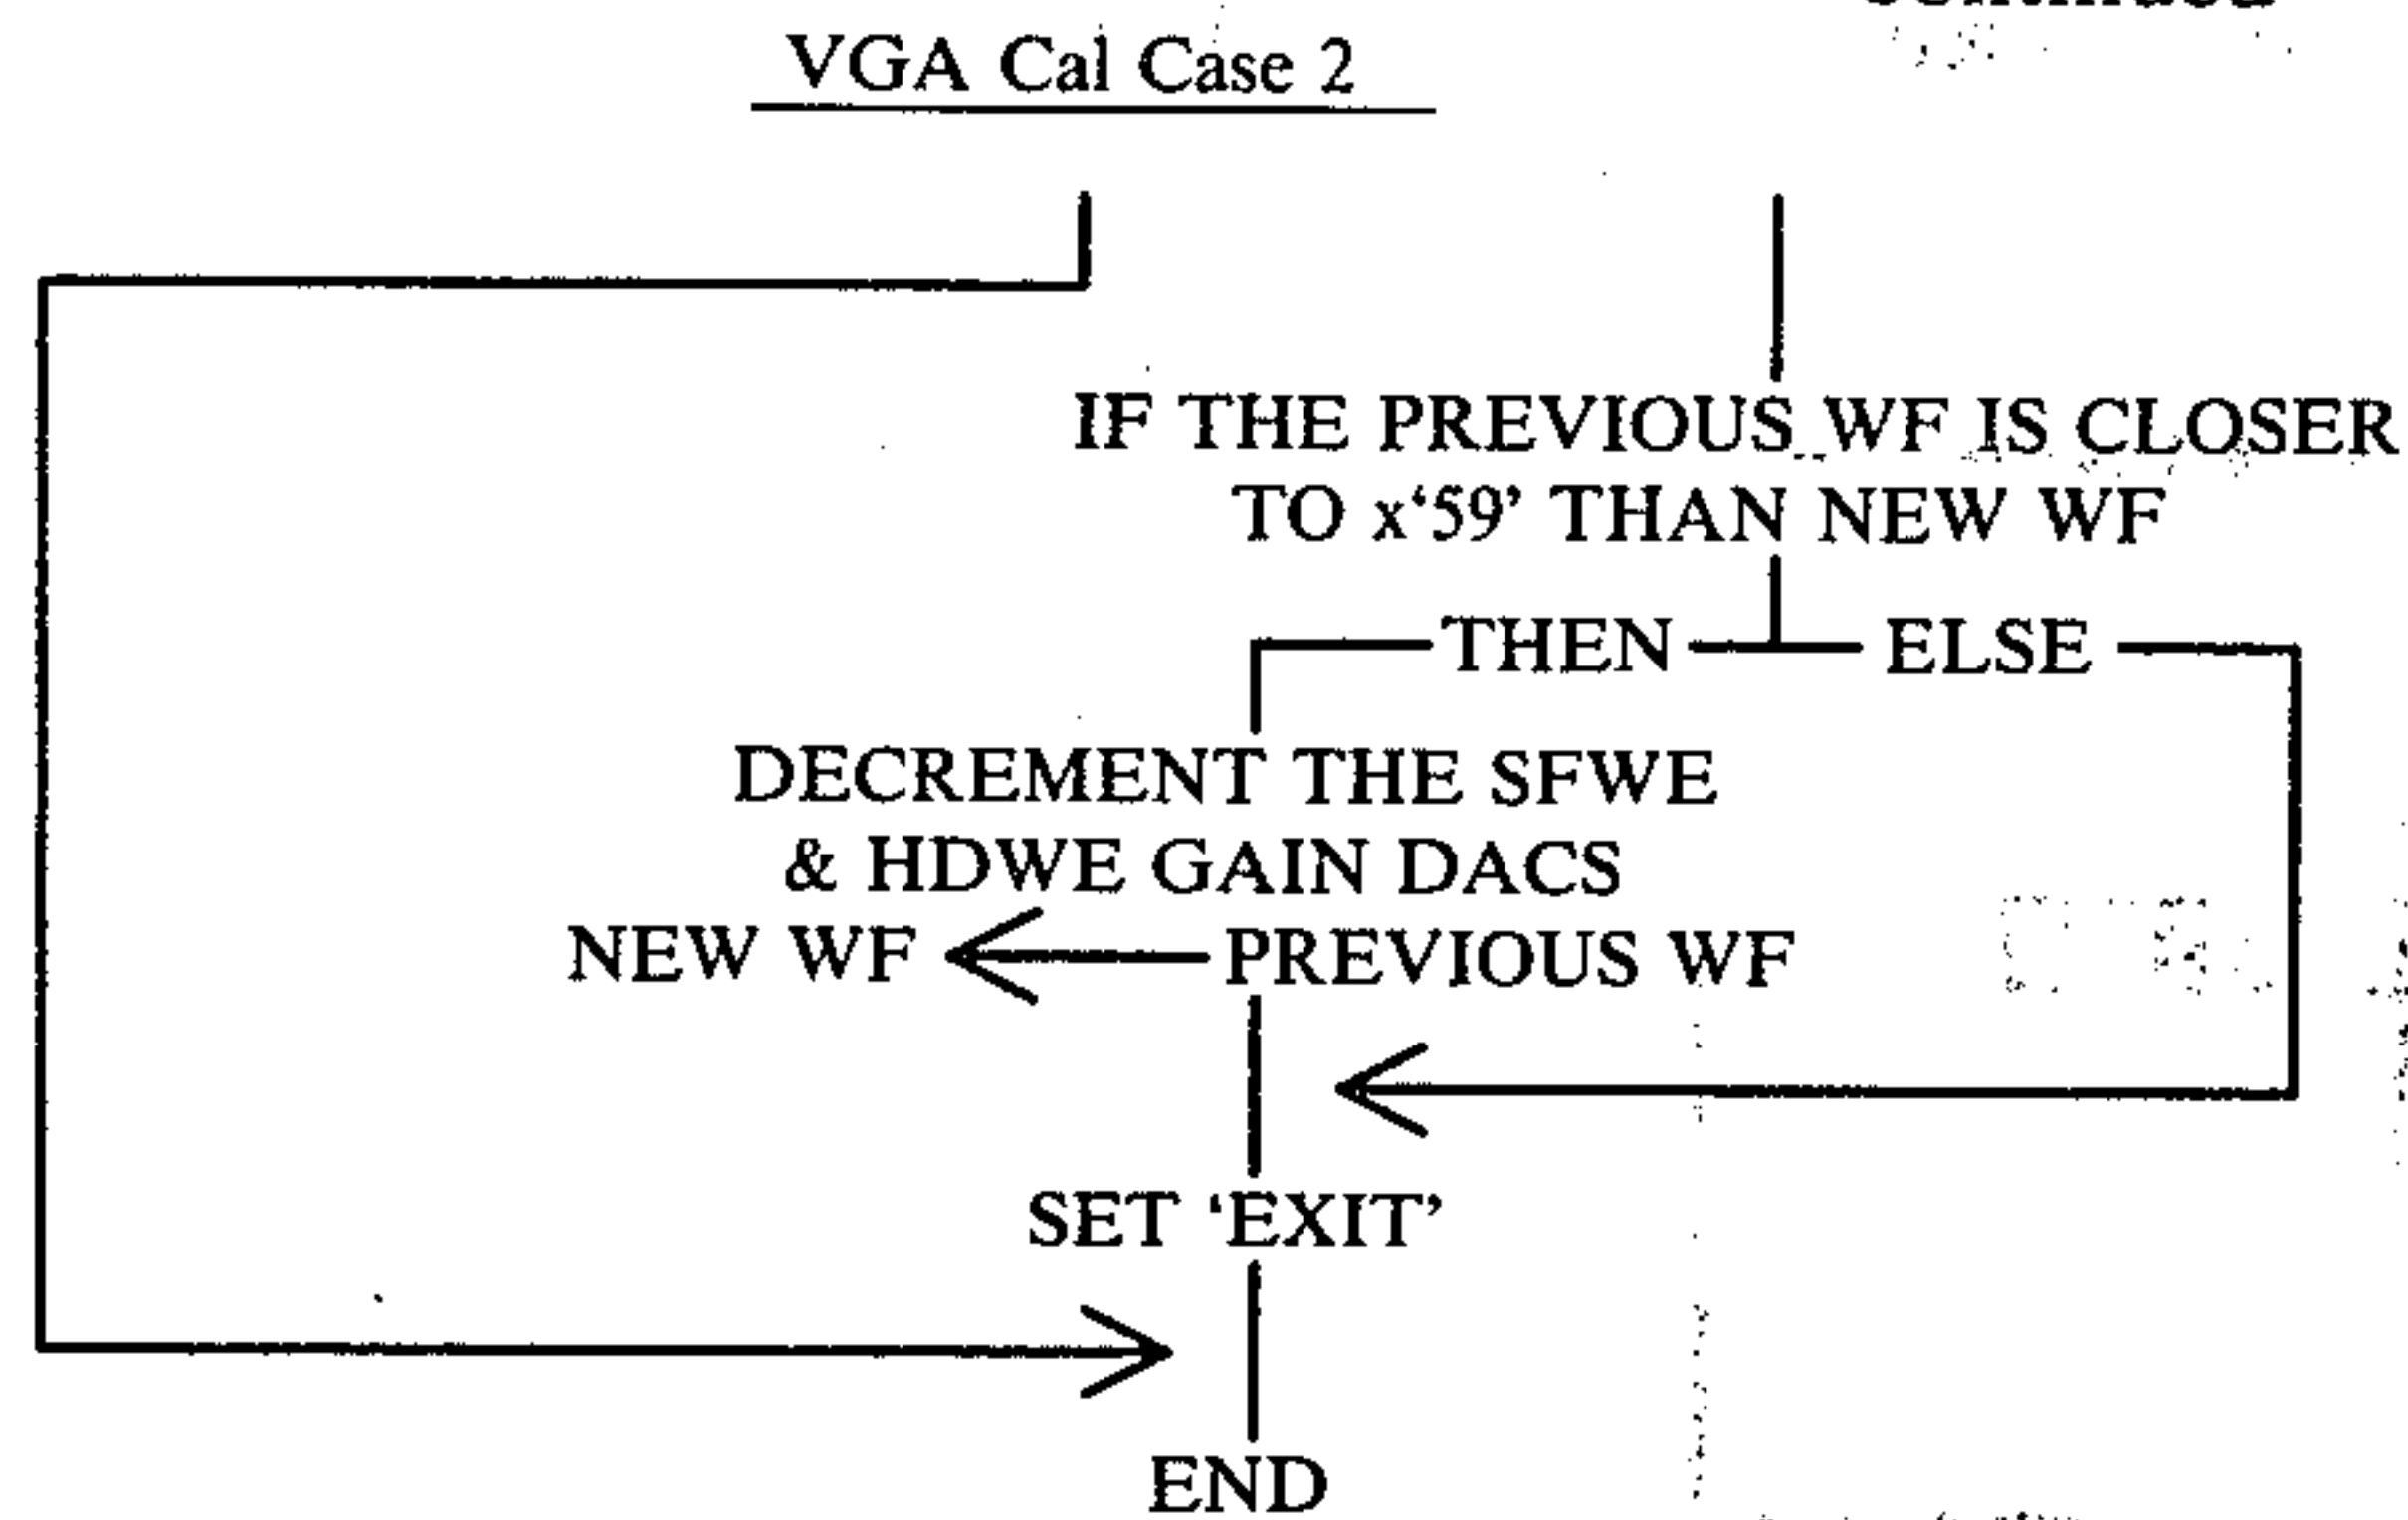 VGA Cal Case 2
IF THE PREVIOUS WF IS CLOSER
TO x‘59’ THAN NEW WF
THEN ELSE
DECREMENT THE SFWE
& HDWE GAIN DACS
NEW WF PREVIOUS WF
SET ‘EXIT’
END